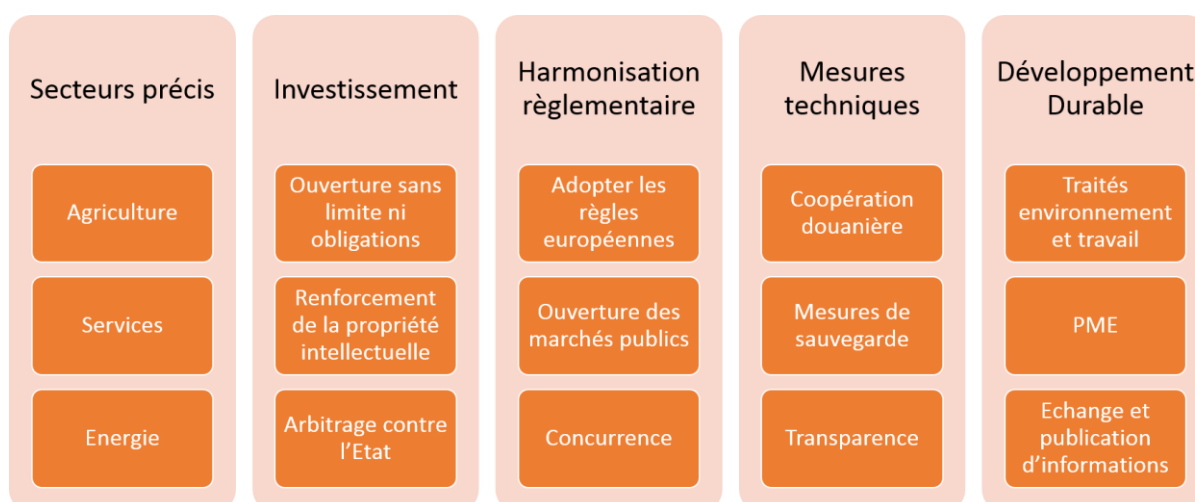 Secteurs précis
Agriculture
Services
Energie
Investissement
Ouverture sans
limite ni
obligations
Renforcement
de la propriété
intellectuelle
Arbitrage contre
l’Etat
Harmonisation
règlementaire
Adopter les
règles
européennes
Ouverture des
marchés publics
Concurrence
Mesures
techniques
Coopération
douanière
Mesures de
sauvegarde
Transparence
Développement
Durable
Traités
environnement
et travail
PME
Echange et
publication
d’informations